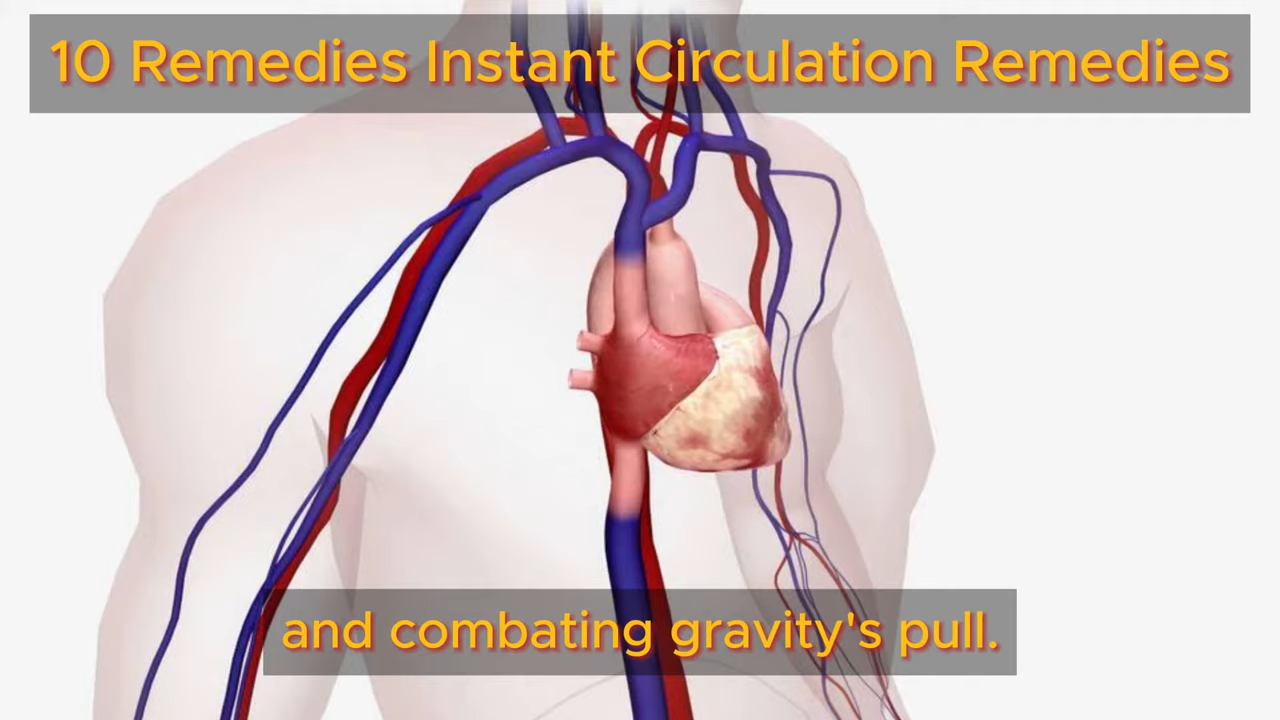 10 Remedies Instant Circulation Remedies
and combating gravity's pull.